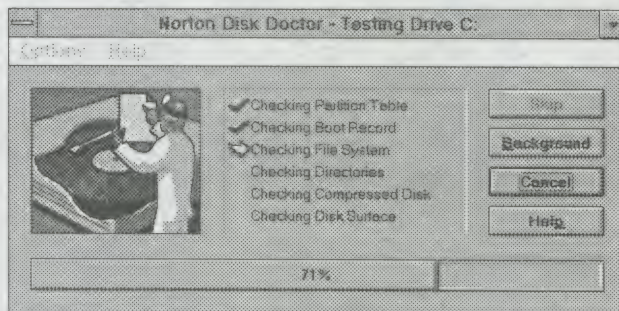 Norton Disk Doctor - Testing Drive C:
Options Help
Checking Partition Table
Checking Boot Record
Checking File System
Checking Directories
Checking Compressed Disk
Checking Disk Surface
Skip
Background
Cancel
Help
71%